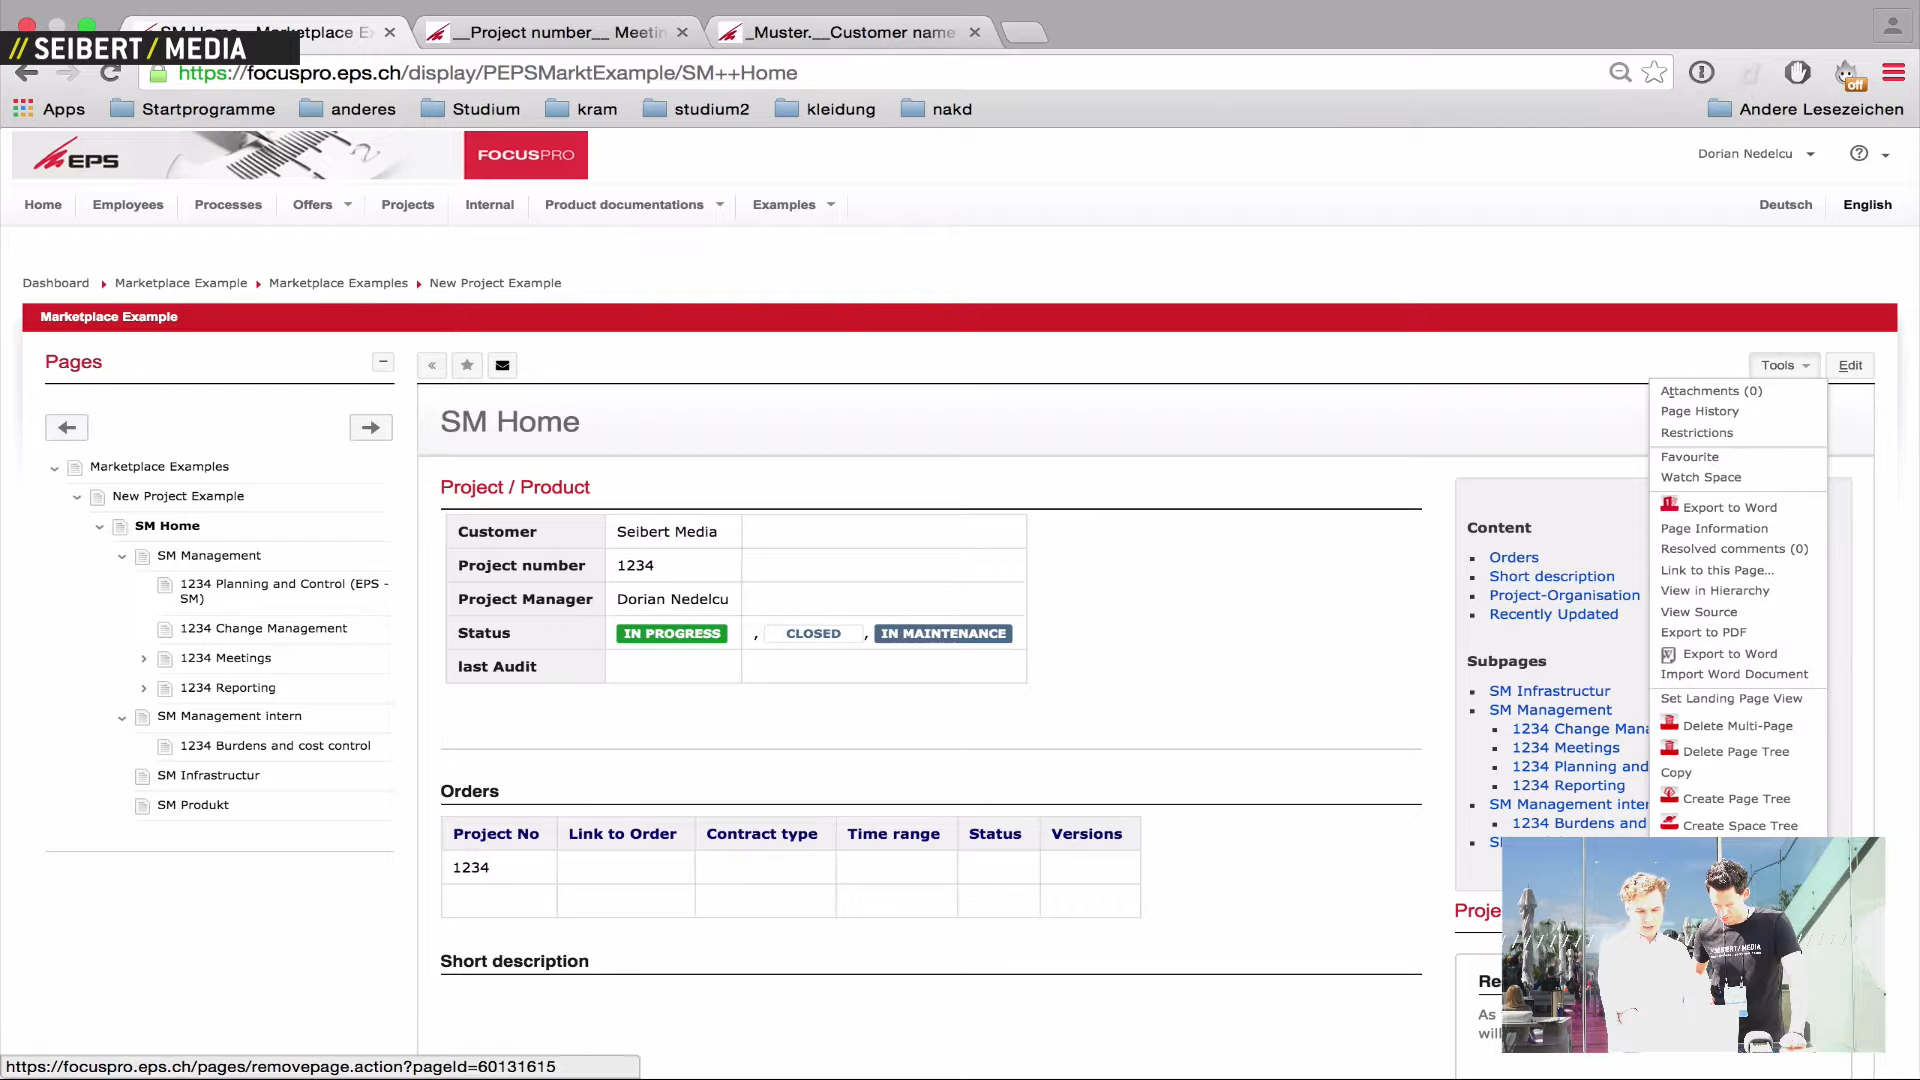 SM Home - Marketplace E
__Project number__ Meetin
_Muster.__Customer name
// SEIBERT / MEDIA
https://focuspro.eps.ch/display/PEPSMarktExample/SM++Home
off
Apps
Startprogramme
anderes
Studium
kram
studium2
kleidung
nakd
Andere Lesezeichen
EPS
FOCUSPRO
Dorian Nedelcu
Home
Employees
Processes
Offers
Projects
Internal
Product documentations
Examples
Deutsch
English
Dashboard
Marketplace Example
Marketplace Examples
New Project Example
Marketplace Example
Pages
Marketplace Examples
New Project Example
SM Home
SM Management
1234 Planning and Control (EPS -
SM)
1234 Change Management
1234 Meetings
1234 Reporting
SM Management intern
1234 Burdens and cost control
SM Infrastructur
SM Produkt
Tools
Edit
SM Home
Project / Product
Customer Seibert Media
Project number 1234
Project Manager Dorian Nedelcu
Status IN PROGRESS , CLOSED , IN MAINTENANCE
last Audit
Orders
Project No Link to Order Contract type Time range Status Versions
1234
Short description
Content
Orders
Short description
Project-Organisation
Recently Updated
Subpages
SM Infrastructur
SM Management
1234 Change Mana
1234 Meetings
1234 Planning and
1234 Reporting
SM Management inter
1234 Burdens and
Proje
Re
As
will
Attachments (0)
Page History
Restrictions
Favourite
Watch Space
Export to Word
Page Information
Resolved comments (0)
Link to this Page...
View in Hierarchy
View Source
Export to PDF
Export to Word
Import Word Document
Set Landing Page View
Delete Multi-Page
Delete Page Tree
Copy
Create Page Tree
Create Space Tree
SEIBERT/MEDIA
https://focuspro.eps.ch/pages/removepage.action?pageId=60131615